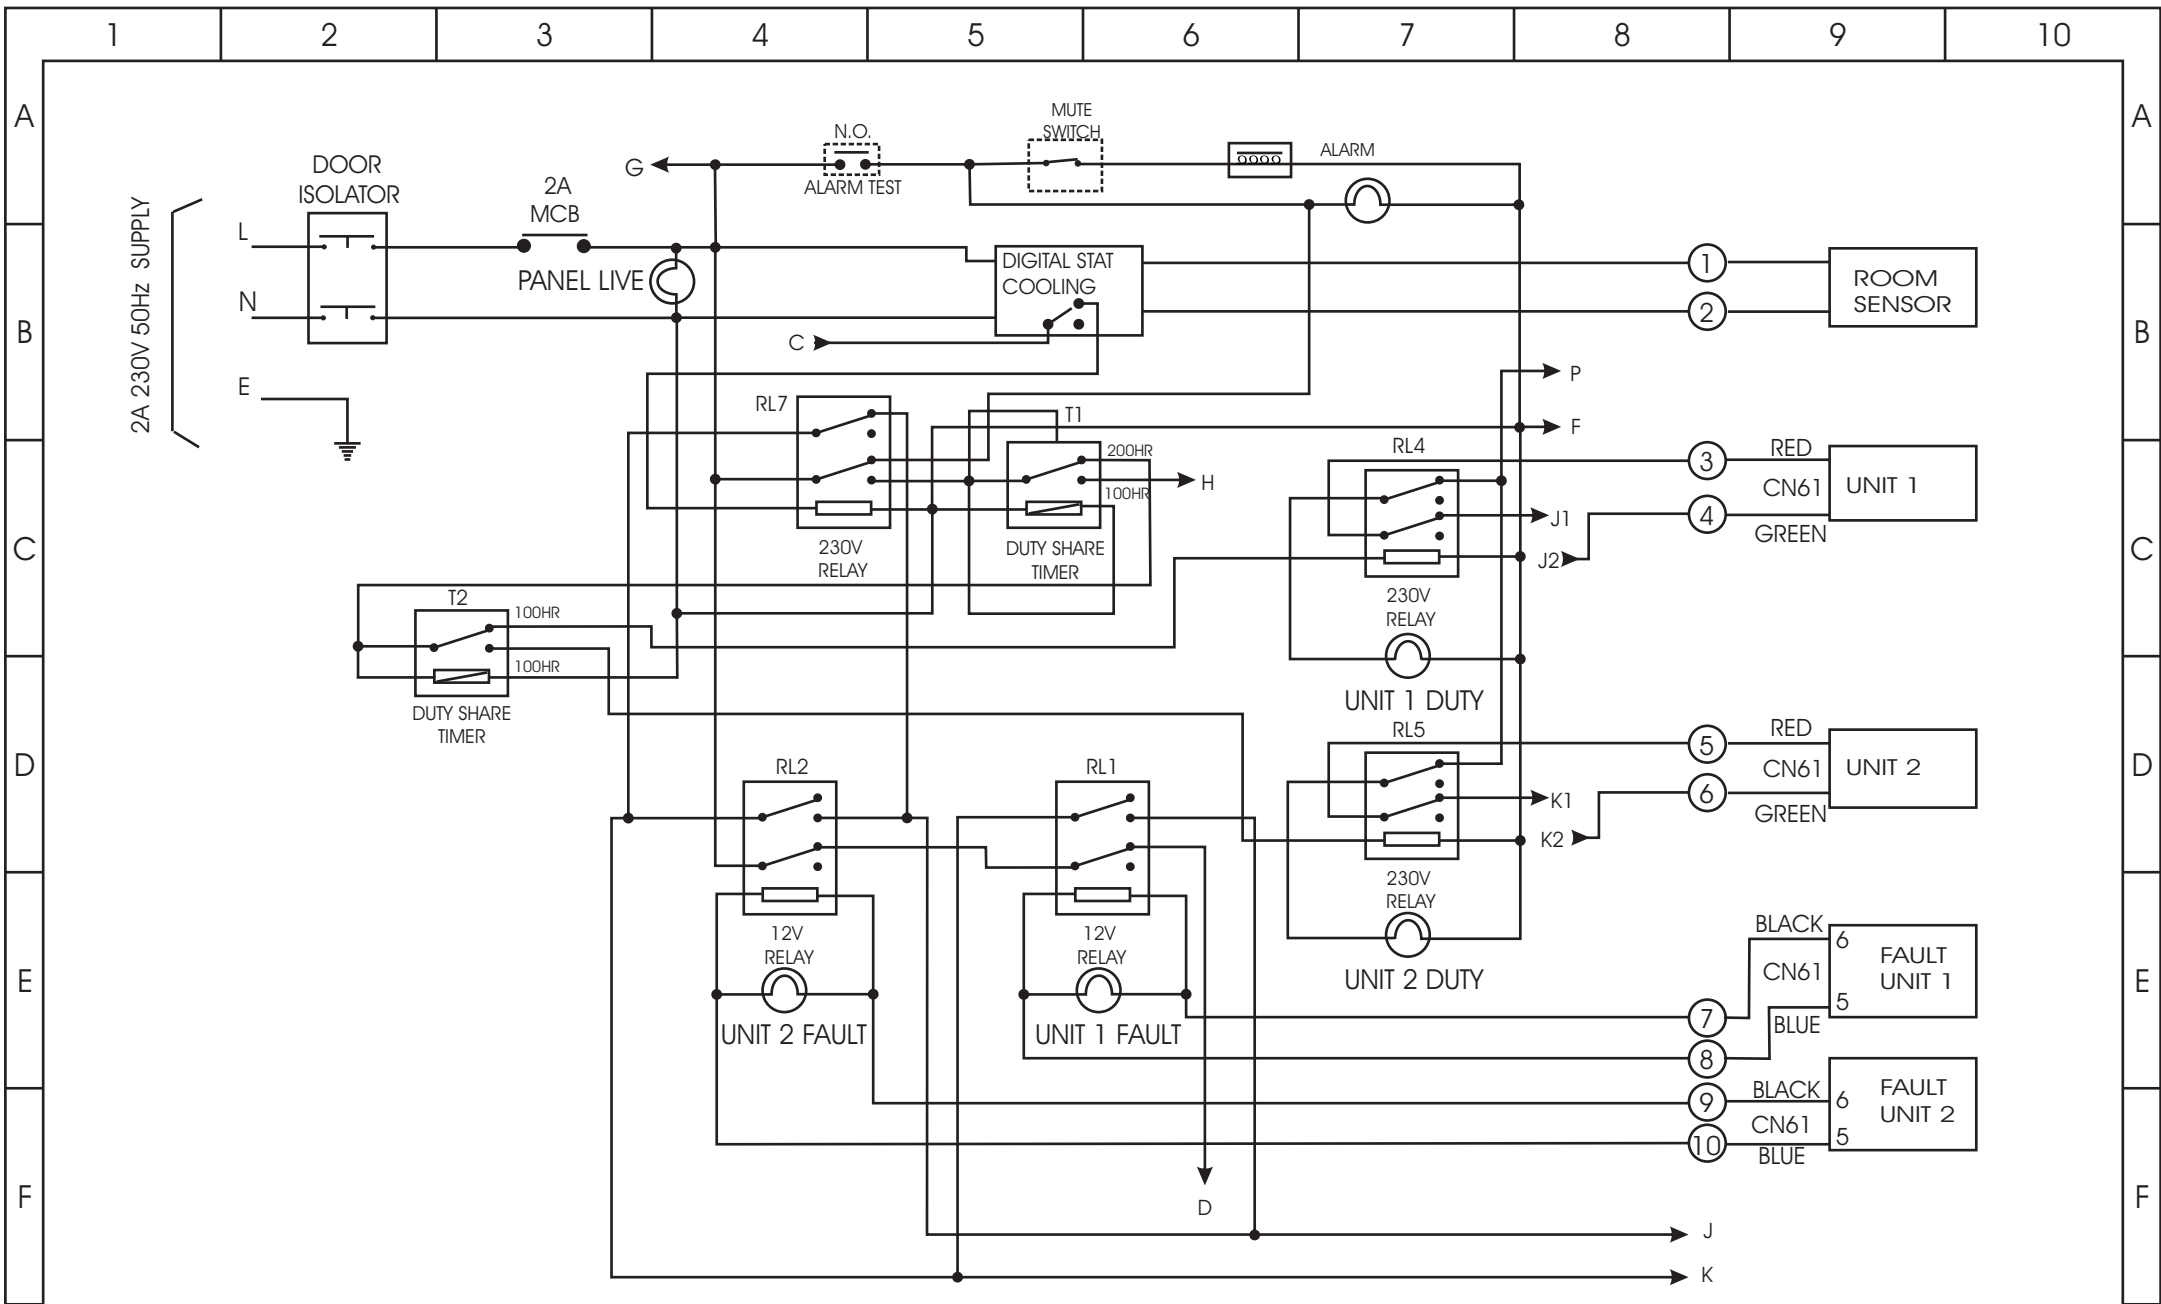 1 2 3 4 5 6 7 8 9 10
A
A
MUTE
SWITCH
N.O.
G
ALARM
ALARM TEST
DOOR
ISOLATOR
2A
MCB
2A 230V 50Hz SUPPLY
L
PANEL LIVE
N
E
B
B
DIGITAL STAT
COOLING
C
1
2
ROOM
SENSOR
P
F
RL7
T1
200HR
100HR
H
230V
RELAY
DUTY SHARE
TIMER
RL4
J1
J2
3
RED
CN61
UNIT 1
4
GREEN
C
C
230V
RELAY
UNIT 1 DUTY
T2
100HR
100HR
DUTY SHARE
TIMER
D
D
RL2
RL1
RL5
K1
K2
5
RED
CN61
UNIT 2
6
GREEN
230V
RELAY
UNIT 2 DUTY
12V
RELAY
UNIT 2 FAULT
12V
RELAY
UNIT 1 FAULT
E
E
BLACK
6
CN61
FAULT
UNIT 1
5
7
BLUE
8
BLACK
9
6
FAULT
UNIT 2
CN61
5
10
BLUE
F
F
D
J
K